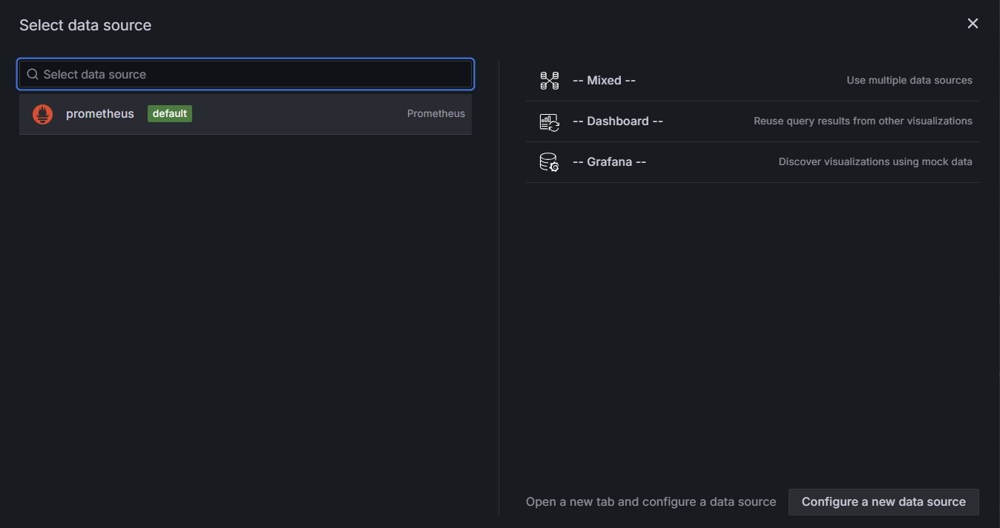 Select data source
Select data source
prometheus default Prometheus
-- Mixed -- Use multiple data sources
-- Dashboard -- Reuse query results from other visualizations
-- Grafana -- Discover visualizations using mock data
Open a new tab and configure a data source Configure a new data source